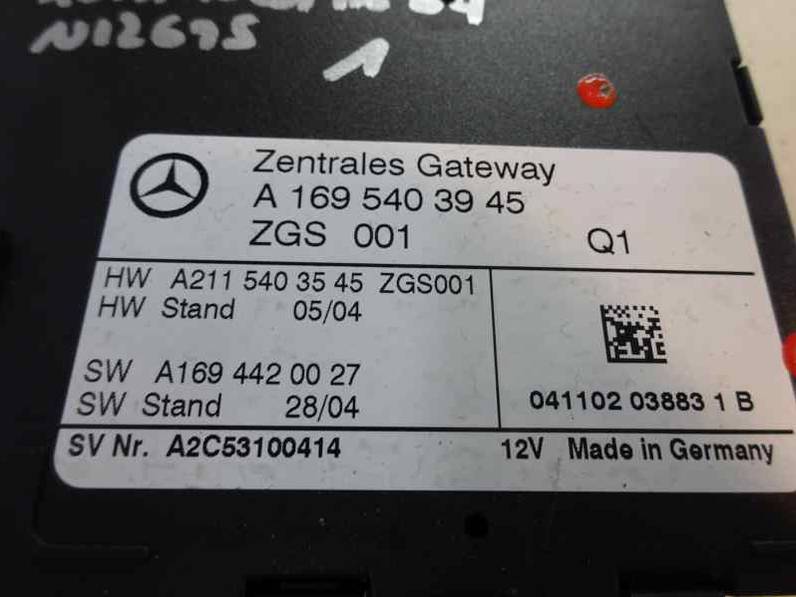 N12695
1
Zentrales Gateway
A 169 540 39 45
ZGS 001 Q1
HW A211 540 35 45 ZGS001
HW Stand 05/04
SW A169 442 00 27
SW Stand 28/04
041102 03883 1 B
SV Nr. A2C53100414 12V Made in Germany